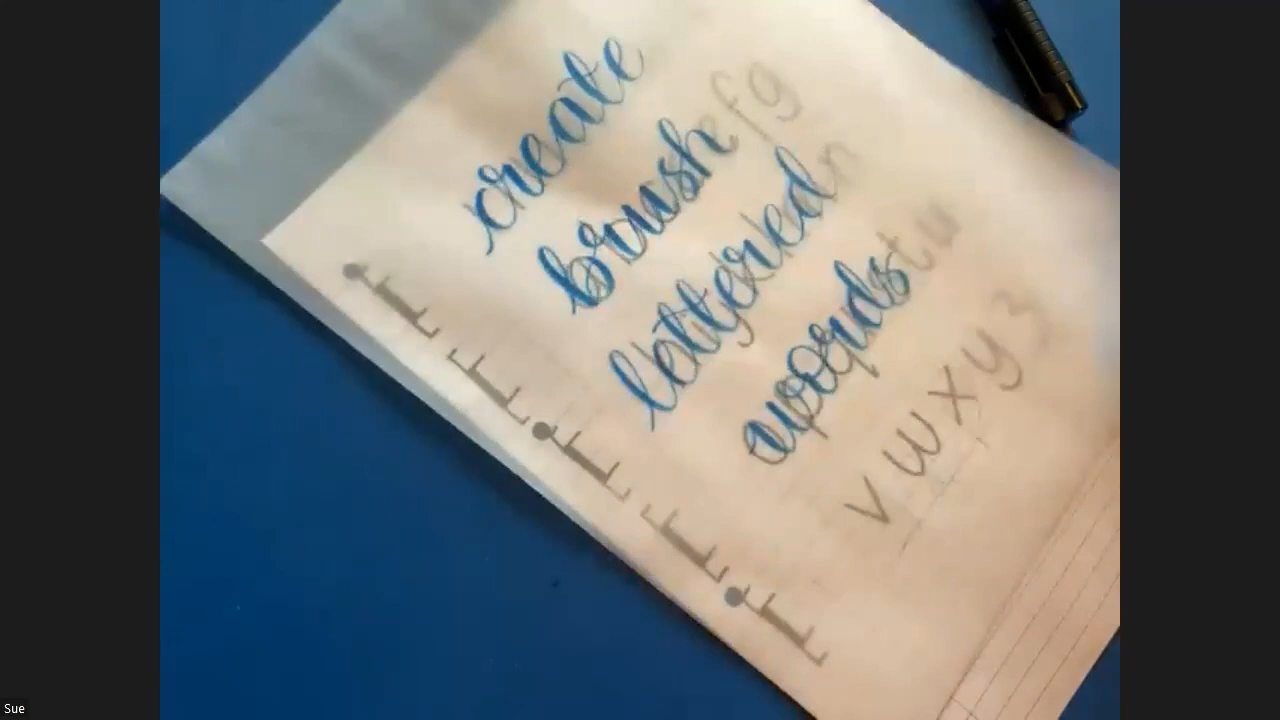 create
brush
lettered
words
e f g
n
t u
v w x y z
Sue